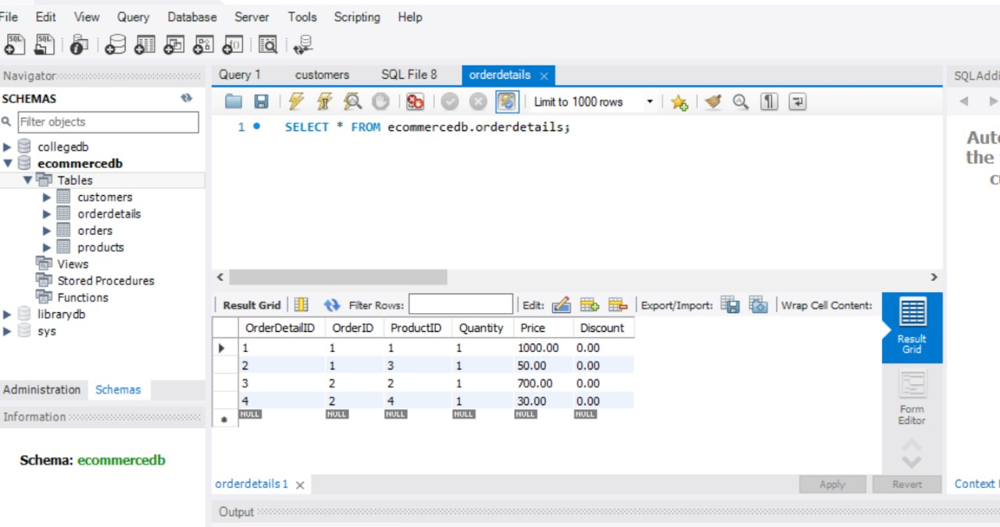 File Edit View Query Database Server Tools Scripting Help
SQL SQL
Navigator
Query 1 customers SQL File 8 orderdetails
SQLAddi
SCHEMAS
Limit to 1000 rows
Filter objects
1 SELECT * FROM ecommercedb.orderdetails;
collegedb
ecommercedb
Tables
customers
orderdetails
orders
products
Views
Stored Procedures
Functions
librarydb
sys
Auto
the
c
Result Grid Filter Rows: Edit: Export/Import: Wrap Cell Content:
OrderDetailID OrderID ProductID Quantity Price Discount
1 1 1 1 1000.00 0.00
2 1 3 1 50.00 0.00
3 2 2 1 700.00 0.00
4 2 4 1 30.00 0.00
NULL NULL NULL NULL NULL NULL
Result
Grid
Form
Editor
Administration Schemas
Information
Schema: ecommercedb
orderdetails 1
Apply Revert
Context
Output